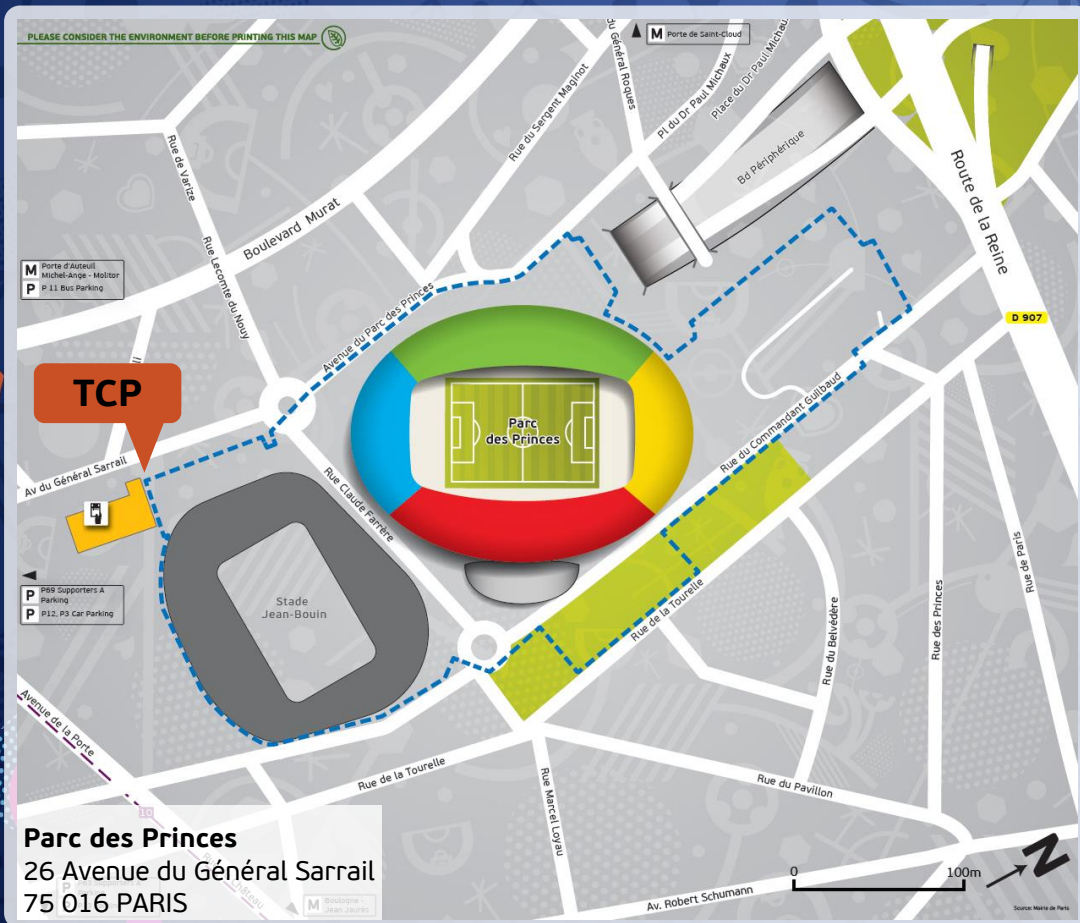 PLEASE CONSIDER THE ENVIRONMENT BEFORE PRINTING THIS MAP
M Porte de Saint-Cloud
du Général Roques
Pl du Dr Paul Michaux
Place du Dr Paul Michaux
Rue du Sergent Maginot
Bd Périphérique
Route de la Reine
Rue de Varize
Boulevard Murat
Rue Lecomte du Nouy
M Porte d'Auteuil
Michel-Ange - Molitor
P P 11 Bus Parking
Avenue du Parc des Princes
D 907
li
TCP
Parc
des Princes
Rue du Commandant Guilbaud
Av du Général Sarrail
Rue Claude Farrère
Stade
Jean-Bouin
P P69 Supporters A
Parking
P P12, P3 Car Parking
Rue de la Tourelle
Rue du Belvédère
Rue des Princes
Rue de Paris
Avenue de la Porte
Rue de la Tourelle
Rue Marcel Loyau
Rue du Pavillon
10
Parc des Princes
26 Avenue du Général Sarrail
75 016 PARIS
Château
M Boulogne -
Jean Jaurès
Av. Robert Schumann
0 100m
N
Source: Mairie de Paris